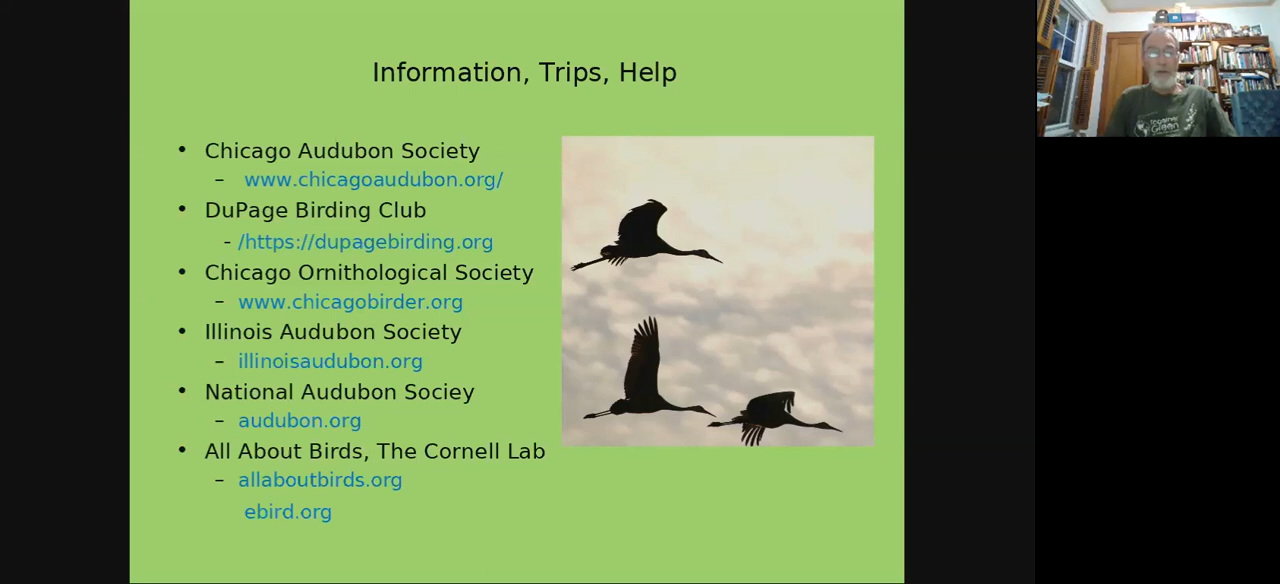 Information, Trips, Help
• Chicago Audubon Society
– www.chicagoaudubon.org/
• DuPage Birding Club
- /https://dupagebirding.org
• Chicago Ornithological Society
– www.chicagobirder.org
• Illinois Audubon Society
– illinoisaudubon.org
• National Audubon Sociey
– audubon.org
• All About Birds, The Cornell Lab
– allaboutbirds.org
ebird.org
together
Green